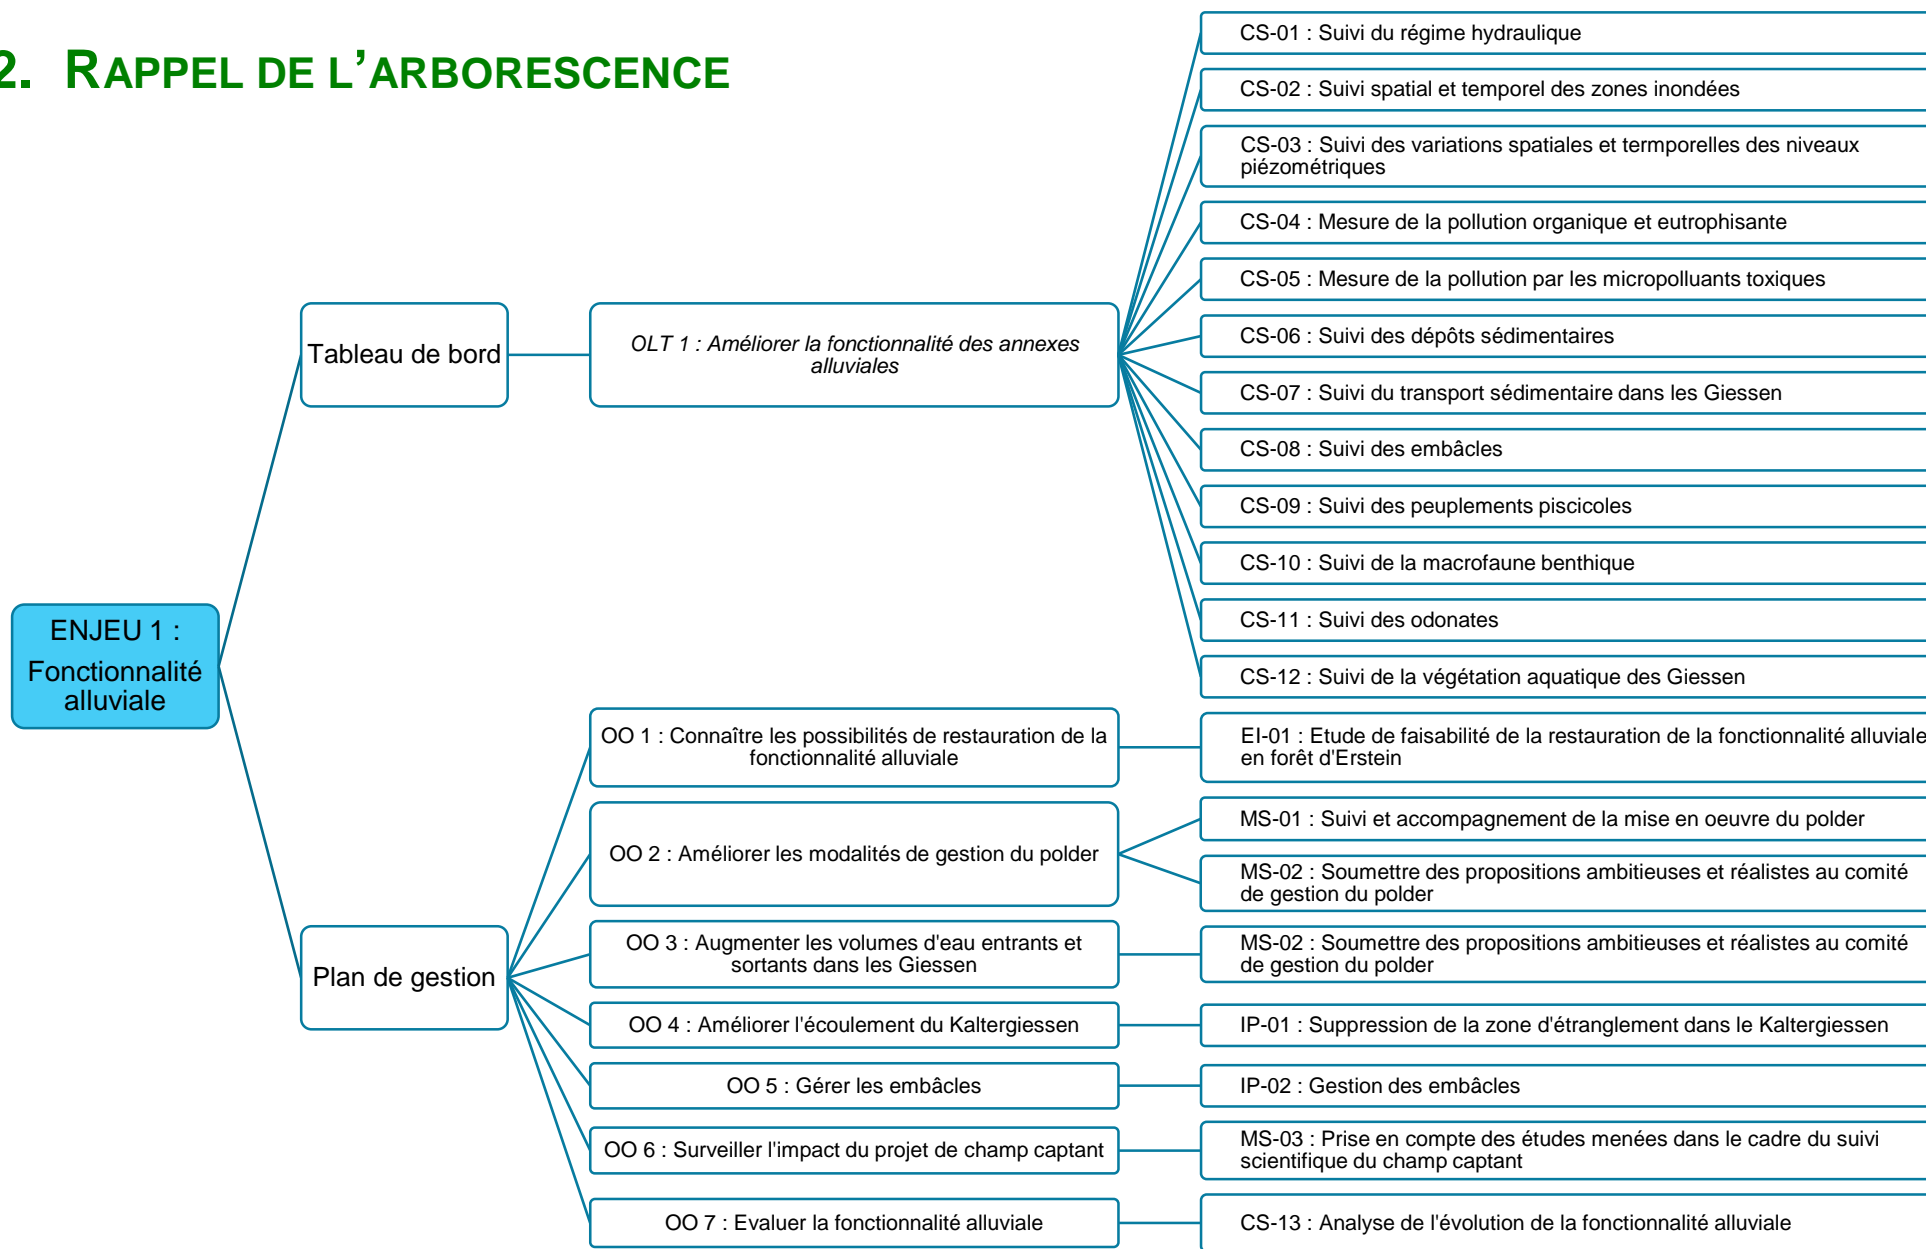 2. RAPPEL DE L’ARBORESCENCE
CS-01 : Suivi du régime hydraulique
CS-02 : Suivi spatial et temporel des zones inondées
CS-03 : Suivi des variations spatiales et termporelles des niveaux
piézométriques
CS-04 : Mesure de la pollution organique et eutrophisante
CS-05 : Mesure de la pollution par les micropolluants toxiques
Tableau de bord
OLT 1 : Améliorer la fonctionnalité des annexes
alluviales
CS-06 : Suivi des dépôts sédimentaires
CS-07 : Suivi du transport sédimentaire dans les Giessen
CS-08 : Suivi des embâcles
CS-09 : Suivi des peuplements piscicoles
CS-10 : Suivi de la macrofaune benthique
CS-11 : Suivi des odonates
CS-12 : Suivi de la végétation aquatique des Giessen
ENJEU 1 :
Fonctionnalité
alluviale
Plan de gestion
OO 1 : Connaître les possibilités de restauration de la
fonctionnalité alluviale
EI-01 : Etude de faisabilité de la restauration de la fonctionnalité alluviale
en forêt d'Erstein
OO 2 : Améliorer les modalités de gestion du polder
MS-01 : Suivi et accompagnement de la mise en oeuvre du polder
MS-02 : Soumettre des propositions ambitieuses et réalistes au comité
de gestion du polder
OO 3 : Augmenter les volumes d'eau entrants et
sortants dans les Giessen
MS-02 : Soumettre des propositions ambitieuses et réalistes au comité
de gestion du polder
OO 4 : Améliorer l'écoulement du Kaltergiessen
IP-01 : Suppression de la zone d'étranglement dans le Kaltergiessen
OO 5 : Gérer les embâcles
IP-02 : Gestion des embâcles
OO 6 : Surveiller l'impact du projet de champ captant
MS-03 : Prise en compte des études menées dans le cadre du suivi
scientifique du champ captant
OO 7 : Evaluer la fonctionnalité alluviale
CS-13 : Analyse de l'évolution de la fonctionnalité alluviale